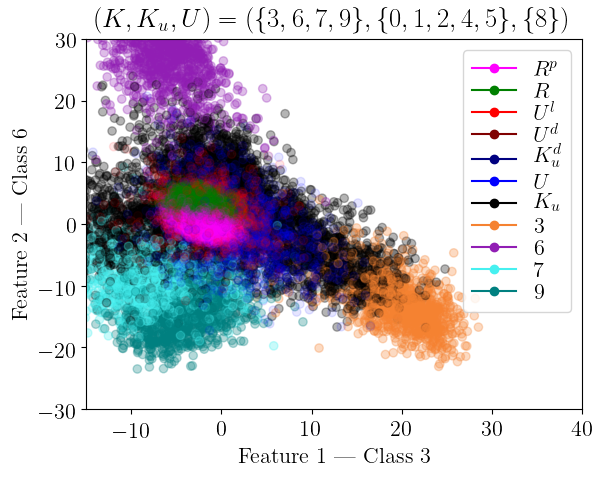 (K, K_u, U) = ({3, 6, 7, 9}, {0, 1, 2, 4, 5}, {8})
30
20
10
0
−10
−20
−30
Feature 2 — Class 6
R^p
R
U^l
U^d
K_u^d
U
K_u
3
6
7
9
−10
0
10
20
30
40
Feature 1 — Class 3